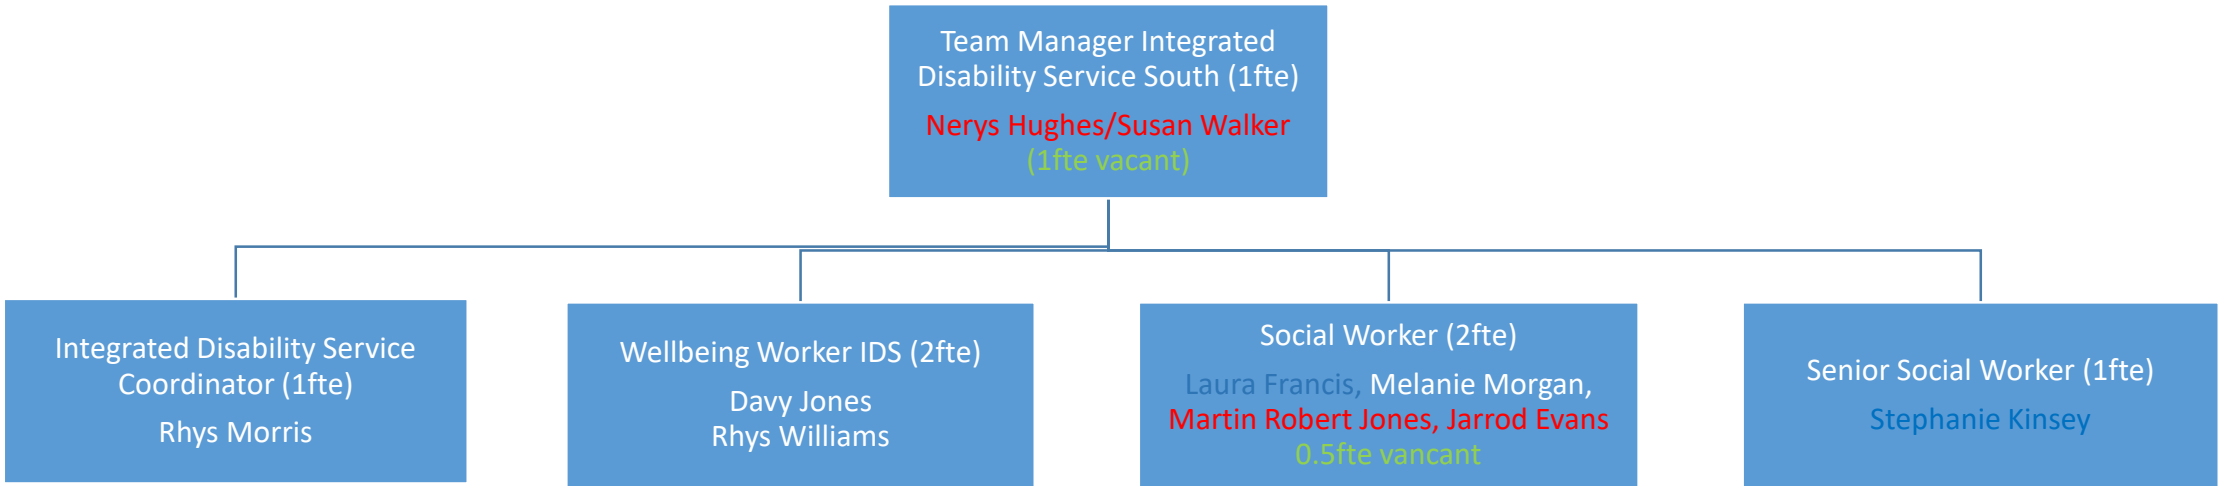 Team Manager Integrated
Disability Service South (1fte)
Nerys Hughes/Susan Walker
(1fte vacant)
Integrated Disability Service
Coordinator (1fte)
Rhys Morris
Wellbeing Worker IDS (2fte)
Davy Jones
Rhys Williams
Social Worker (2fte)
Laura Francis, Melanie Morgan,
Martin Robert Jones, Jarrod Evans
0.5fte vancant
Senior Social Worker (1fte)
Stephanie Kinsey